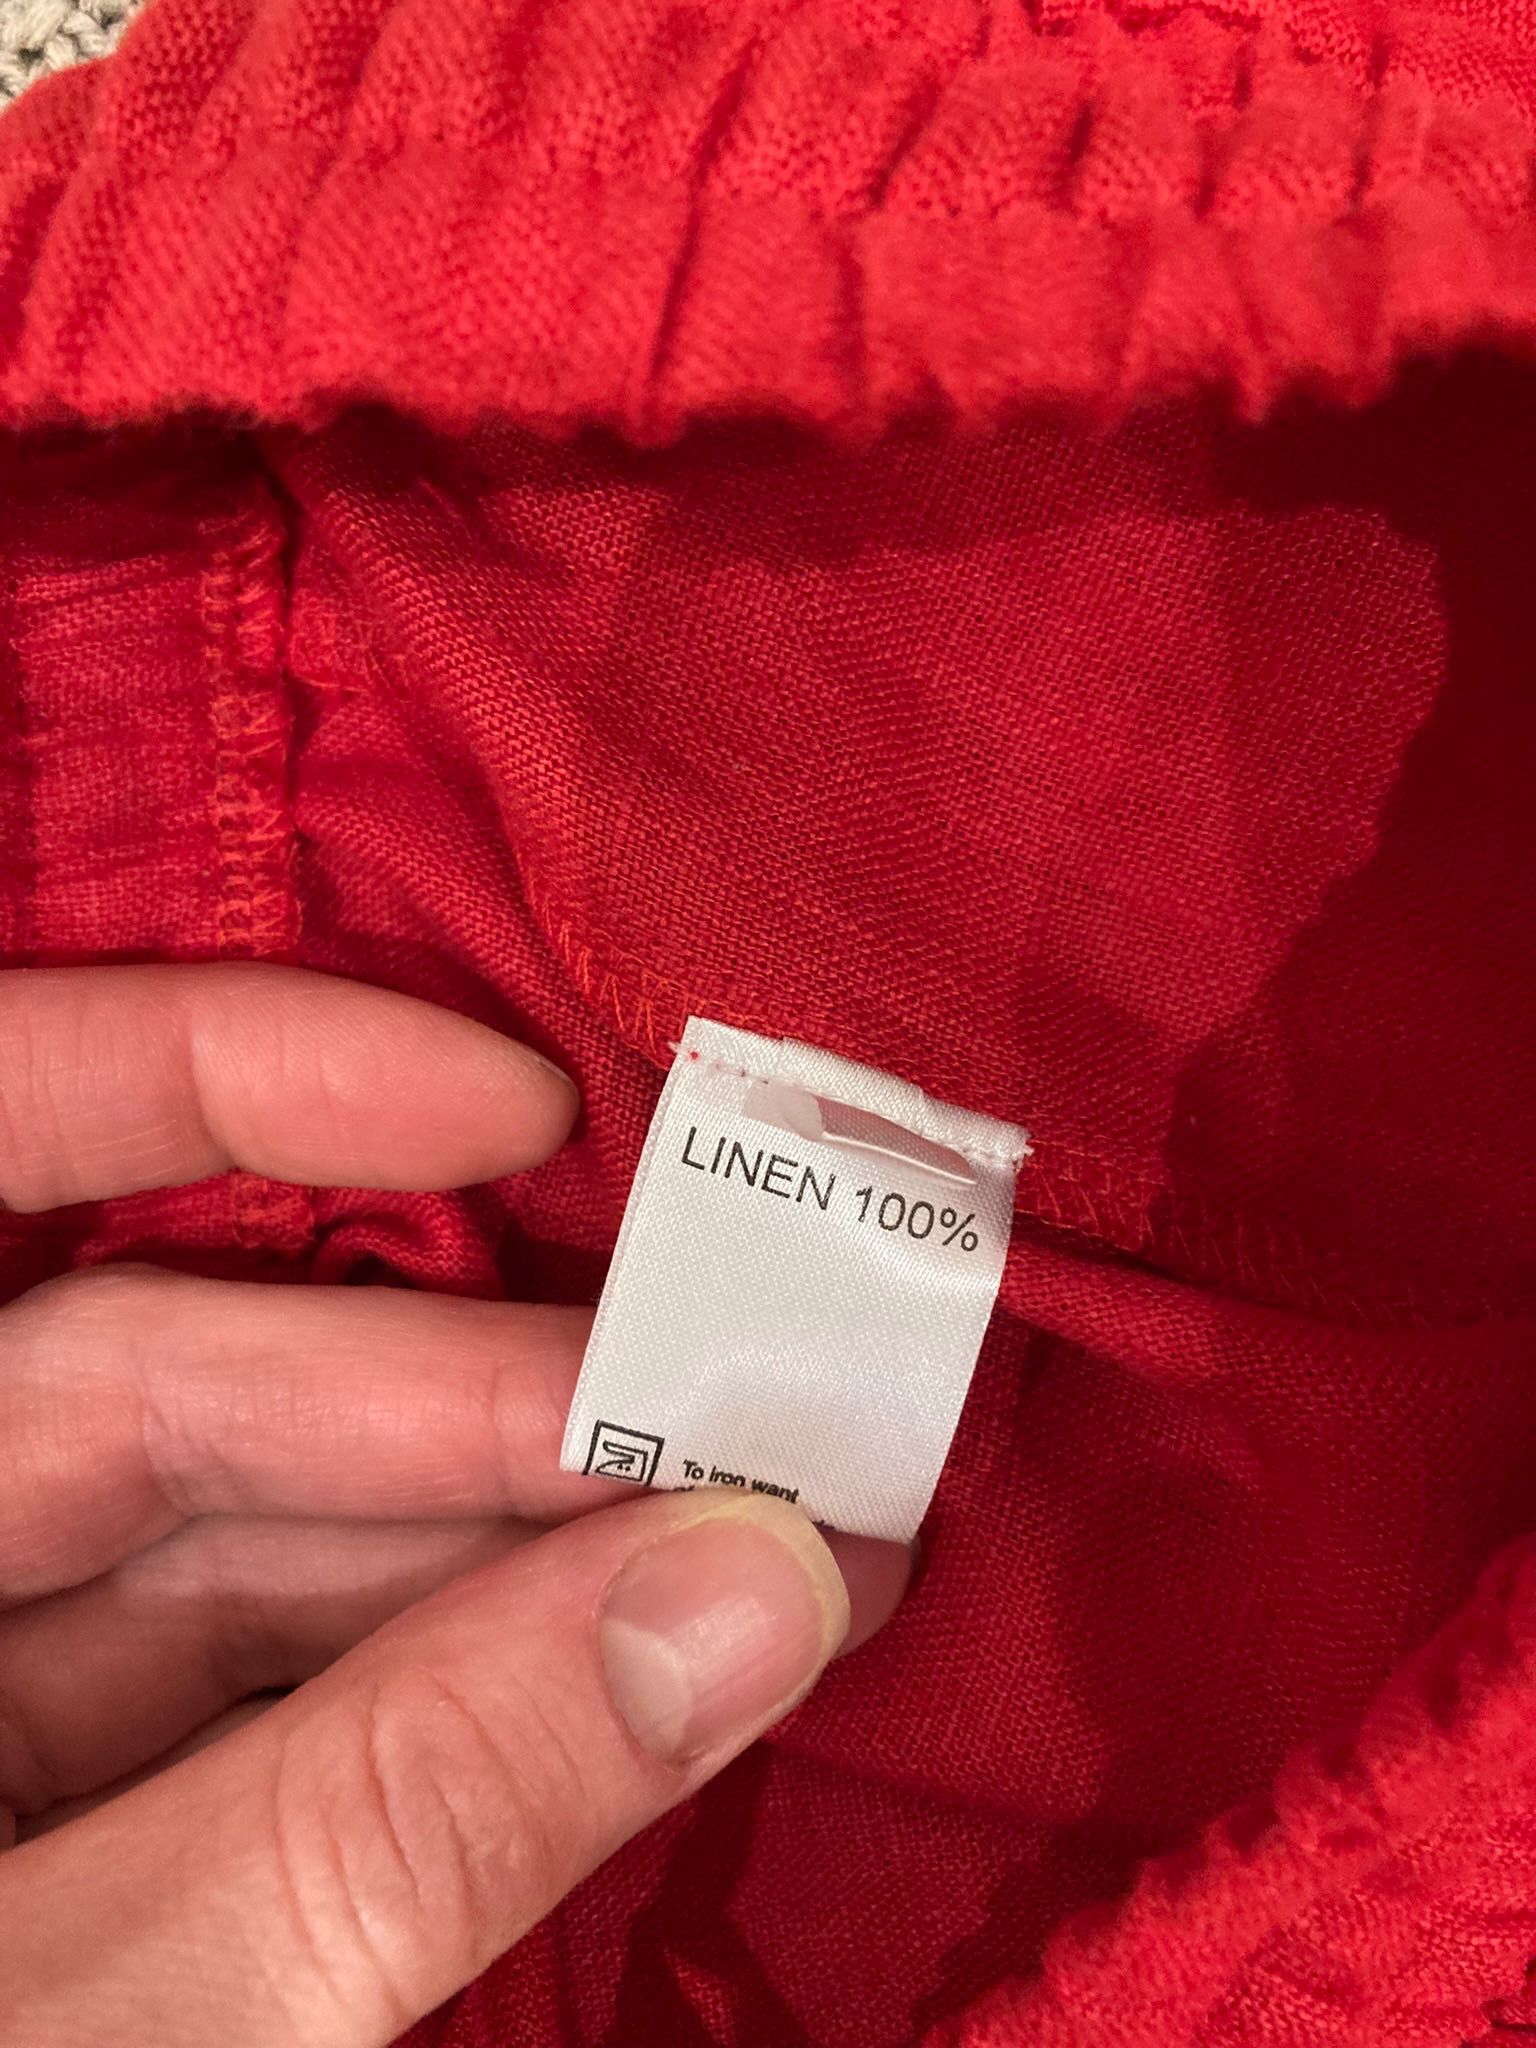 LINEN 100%
To iron want